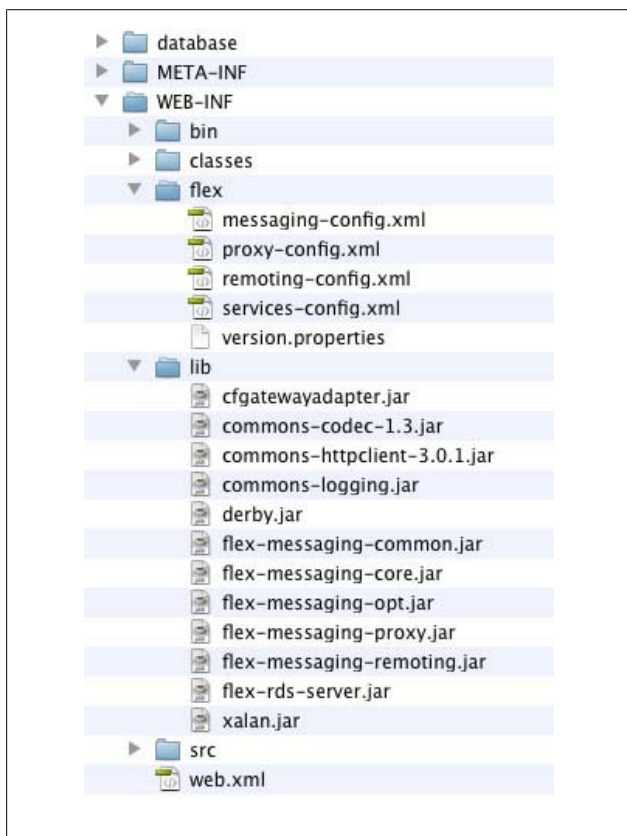 database
META-INF
WEB-INF
bin
classes
flex
messaging-config.xml
proxy-config.xml
remoting-config.xml
services-config.xml
version.properties
lib
cfgatewayadapter.jar
commons-codec-1.3.jar
commons-httpclient-3.0.1.jar
commons-logging.jar
derby.jar
flex-messaging-common.jar
flex-messaging-core.jar
flex-messaging-opt.jar
flex-messaging-proxy.jar
flex-messaging-remoting.jar
flex-rds-server.jar
xalan.jar
src
web.xml